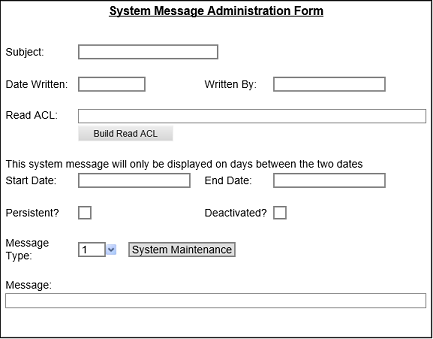 System Message Administration Form
Subject:
Date Written: Written By:
Read ACL:
Build Read ACL
This system message will only be displayed on days between the two dates
Start Date: End Date:
Persistent? Deactivated?
Message
Type: 1 System Maintenance
Message: